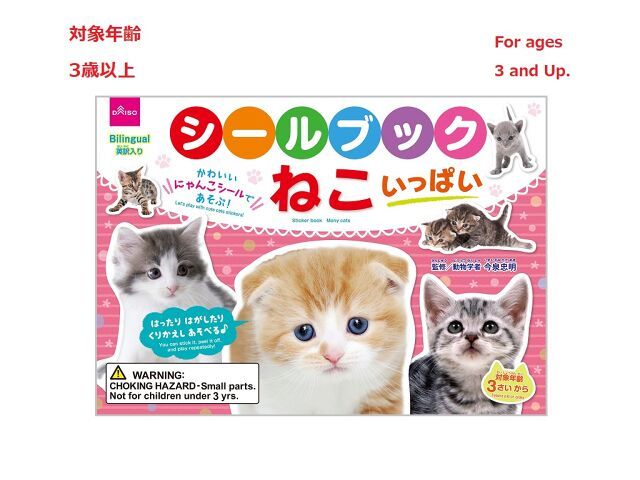 対象年齢
3歳以上
For ages
3 and Up.
DAISO
Bilingual
英訳入り
シールブック
かわいい
にゃんこシールで
あそぶ!
Let's play with cute cats stickers!
ねこ いっぱい
Sticker book Many cats
監修／動物学者 今泉忠明
はったり はがしたり
くりかえし あそべる♪
You can stick it, peel it off,
and play repeatedly!
WARNING:
CHOKING HAZARD-Small parts.
Not for children under 3 yrs.
対象年齢
3さいから